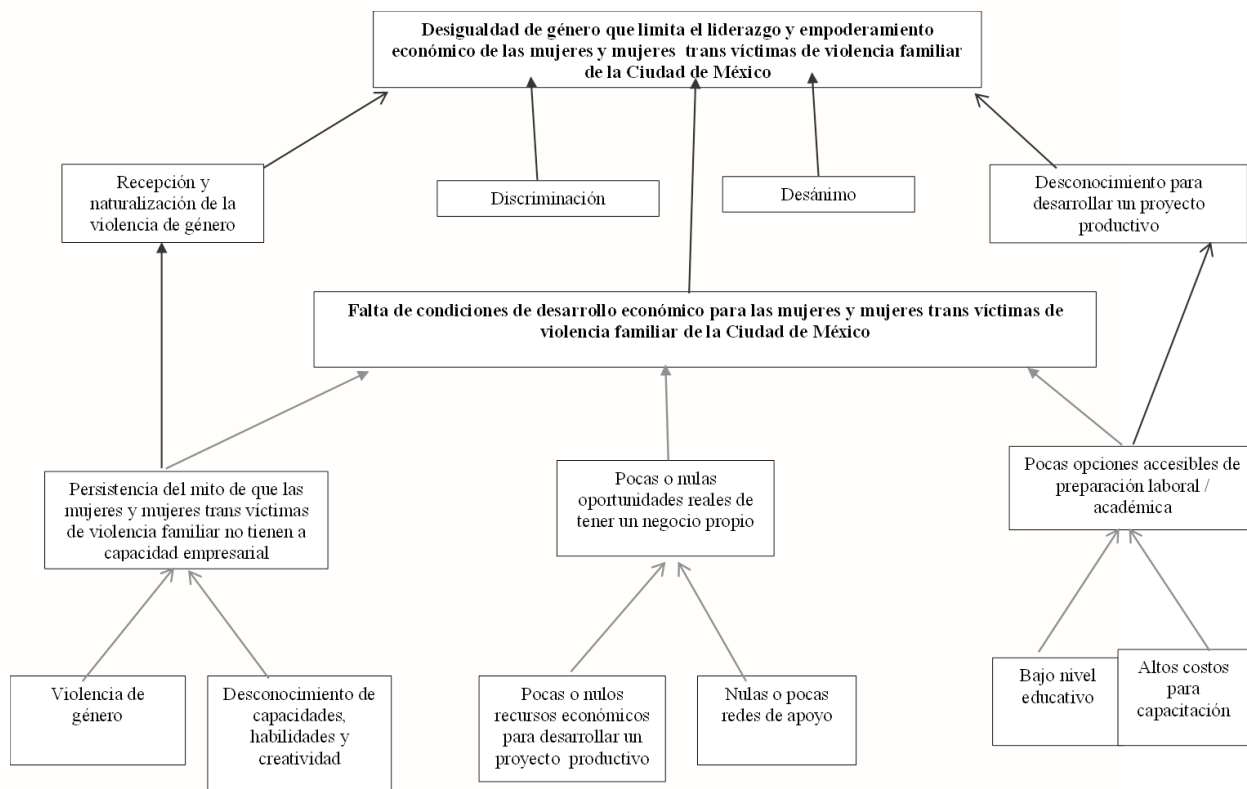 Desigualdad de género que limita el liderazgo y empoderamiento
económico de las mujeres y mujeres trans víctimas de violencia familiar
de la Ciudad de México
Recepción y
naturalización de la
violencia de género
Discriminación
Desánimo
Desconocimiento para
desarrollar un proyecto
productivo
Falta de condiciones de desarrollo económico para las mujeres y mujeres trans víctimas de
violencia familiar de la Ciudad de México
Persistencia del mito de que las
mujeres y mujeres trans víctimas
de violencia familiar no tienen a
capacidad empresarial
Pocas o nulas
oportunidades reales de
tener un negocio propio
Pocas opciones accesibles de
preparación laboral /
académica
Violencia de
género
Desconocimiento de
capacidades,
habilidades y
creatividad
Pocas o nulos
recursos económicos
para desarrollar un
proyecto productivo
Nulas o pocas
redes de apoyo
Bajo nivel
educativo
Altos costos
para
capacitación